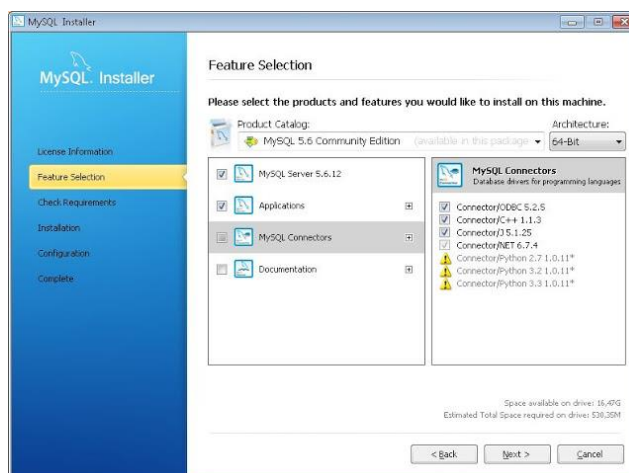 MySQL Installer
MySQL. Installer
License Information
Feature Selection
Check Requirements
Installation
Configuration
Complete
Feature Selection
Please select the products and features you would like to install on this machine.
Product Catalog:
Architecture:
MySQL 5.6 Community Edition (available in this package
64-Bit
MySQL Server 5.6.12
Applications
MySQL Connectors
Documentation
MySQL Connectors
Database drivers for programming languages
Connector/ODBC 5.2.5
Connector/C++ 1.1.3
Connector/J 5.1.25
Connector/NET 6.7.4
Connector/Python 2.7 1.0.11*
Connector/Python 3.2 1.0.11*
Connector/Python 3.3 1.0.11*
Space available on drive: 16,47G
Estimated Total Space required on drive: 538,35M
< Back
Next >
Cancel